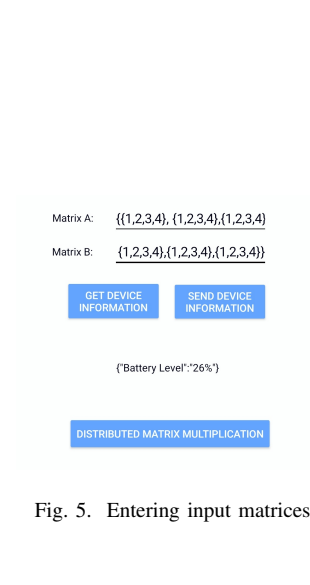 Matrix A: {{1,2,3,4}, {1,2,3,4},{1,2,3,4}
Matrix B: {1,2,3,4},{1,2,3,4},{1,2,3,4}}
GET DEVICE
INFORMATION
SEND DEVICE
INFORMATION
{"Battery Level":"26%"}
DISTRIBUTED MATRIX MULTIPLICATION
Fig. 5. Entering input matrices